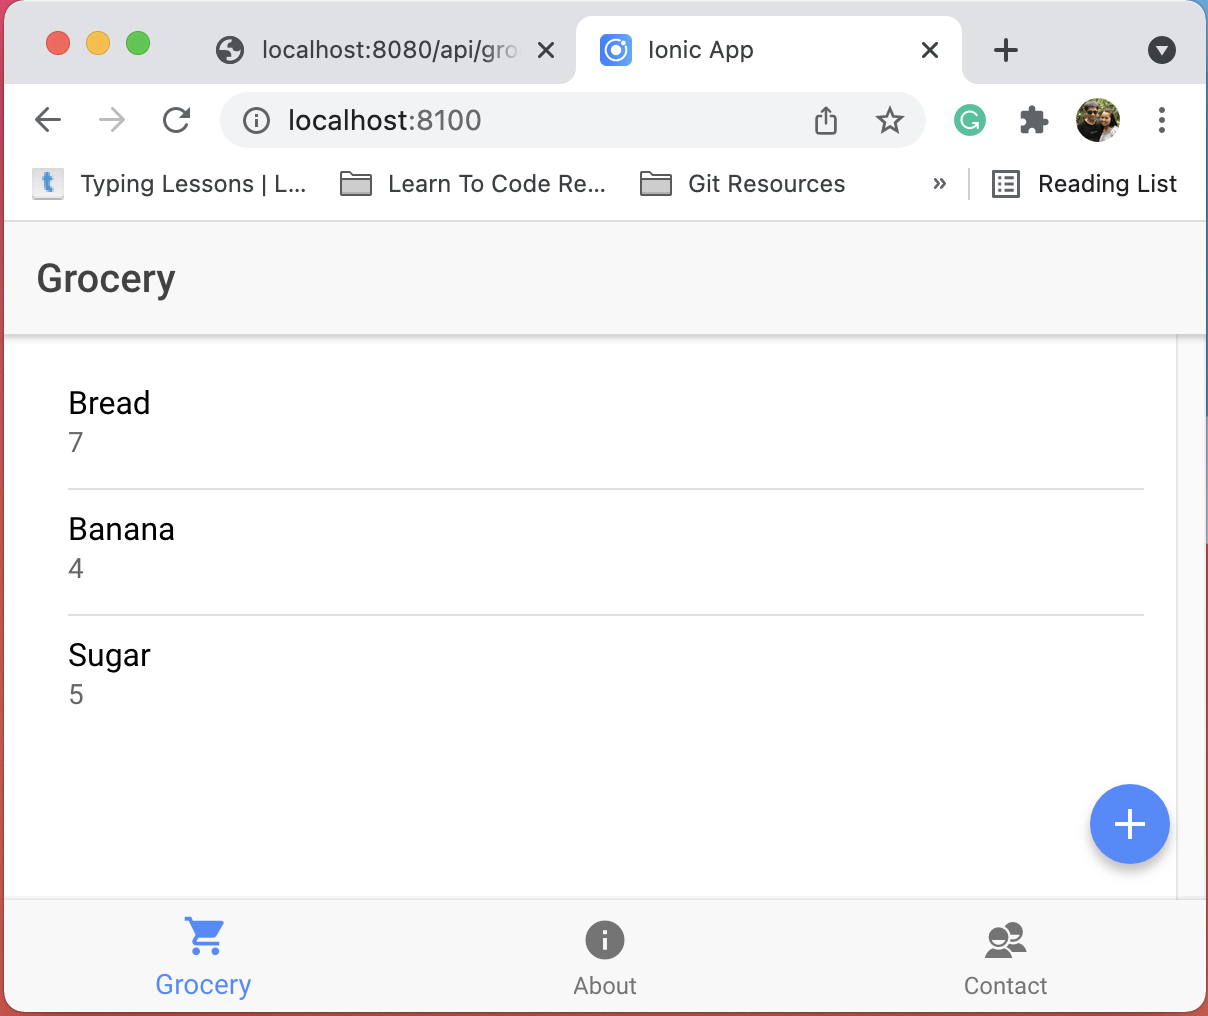 localhost:8080/api/gro
Ionic App
localhost:8100
Typing Lessons | L...
Learn To Code Re...
Git Resources
»
Reading List
Grocery
Bread
7
Banana
4
Sugar
5
Grocery
About
Contact